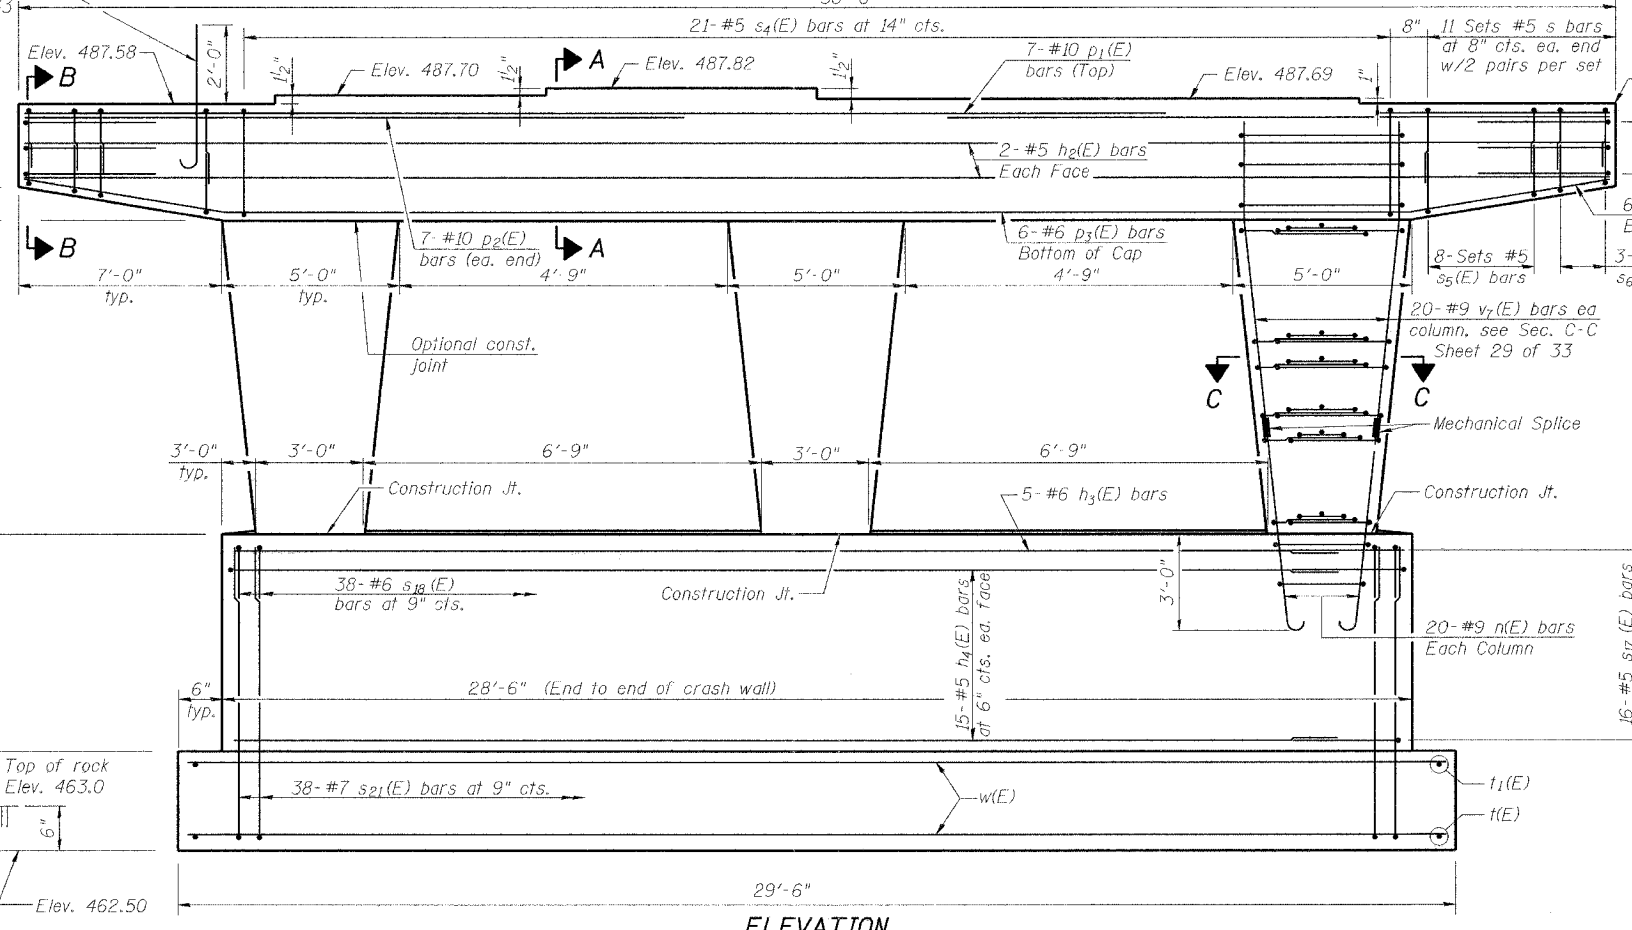 21-#5 s4(E) bars at 14" cts.
8"
11 Sets #5 s bars
at 8" cts. ea. end
w/2 pairs per set
Elev. 487.58
B
2'-0"
1½"
Elev. 487.70
1½"
A
Elev. 487.82
1½"
7-#10 p1(E)
bars (Top)
Elev. 487.69
1"
2-#5 h2(E) bars
Each Face
B
7-#10 p2(E)
bars (ea. end)
A
6-#6 p3(E) bars
Bottom of Cap
7'-0"
typ.
5'-0"
typ.
4'-9"
5'-0"
4'-9"
5'-0"
8-Sets #5
s5(E) bars
3-
s6
20-#9 v7(E) bars ea
column, see Sec. C-C
Sheet 29 of 33
Optional const.
joint
C
C
Mechanical Splice
3'-0"
typ.
3'-0"
6'-9"
3'-0"
6'-9"
Construction Jt.
5-#6 h3(E) bars
Construction Jt.
38-#6 s18(E)
bars at 9" cts.
Construction Jt.
15-#5 h4(E) bars
at 6" cts. ea. face
3'-0"
20-#9 n(E) bars
Each Column
16-#5 s17(E) bars
6"
typ.
28'-6" (End to end of crash wall)
Top of rock
Elev. 463.0
6"
38-#7 s21(E) bars at 9" cts.
w(E)
t1(E)
t(E)
Elev. 462.50
29'-6"
ELEVATION